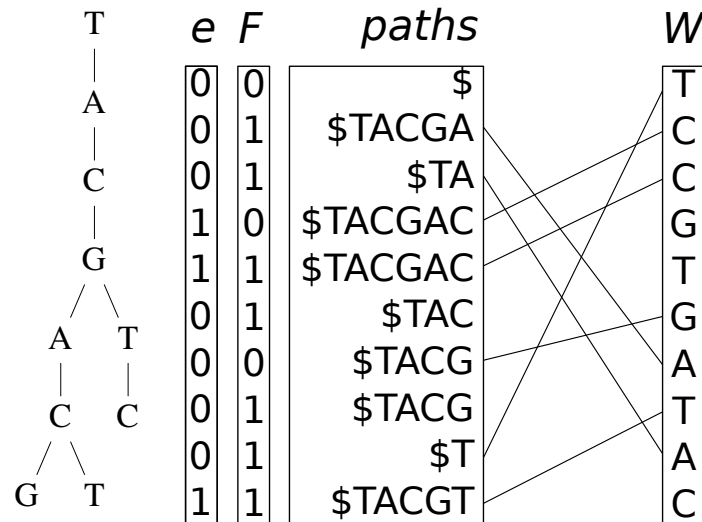 e F paths W
0 0 $ T
0 1 $TACGA C
0 1 $TA C
1 0 $TACGAC G
1 1 $TACGAC T
0 1 $TAC G
0 0 $TACG A
0 1 $TACG T
0 1 $T A
1 1 $TACGT C
T
A
C
G
A T
C C
G T